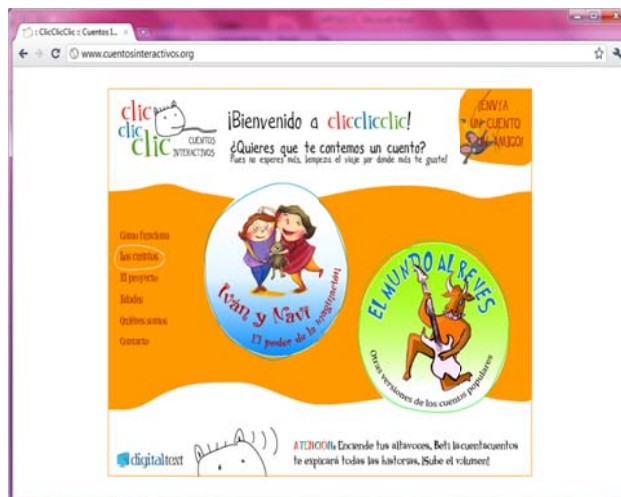 : ClicClicClic :: Cuentos I...
www.cuentosinteractivos.org
clic
clic
clic
CUENTOS
INTERACTIVOS
¡Bienvenido a clicclicclic!
¿Quieres que te contemos un cuento?
Pues no esperes más, ¡empieza el viaje por donde más te guste!
¡ENVÍA
UN CUENTO
UN AMIGO!
Cómo funciona
Los cuentos
El proyecto
Edades
Quiénes somos
Contacto
Iván y Navi
El poder de la imaginación
EL MUNDO AL REVÉS
Otras versiones de los cuentos populares
digitaltext
ATENCIÓN: Enciende tus altavoces, Beti la cuentacuentos
te explicará todas las historias, ¡Sube el volumen!